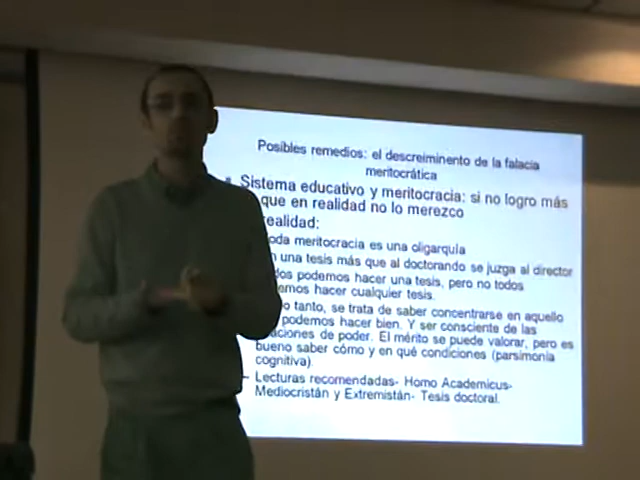 Posibles remedios: el descreiminento de la falacia
meritocrática
Sistema educativo y meritocracia: si no logro más
que en realidad no lo merezco
realidad:
oda meritocracia es una oligarquía
n una tesis más que al doctorando se juzga al director
dos podemos hacer una tesis, pero no todos
emos hacer cualquier tesis.
o tanto, se trata de saber concentrarse en aquello
podemos hacer bien. Y ser consciente de las
aciones de poder. El mérito se puede valorar, pero es
bueno saber cómo y en qué condiciones (parsimonia
cognitiva).
– Lecturas recomendadas- Homo Academicus-
Mediocristán y Extremistán- Tesis doctoral.